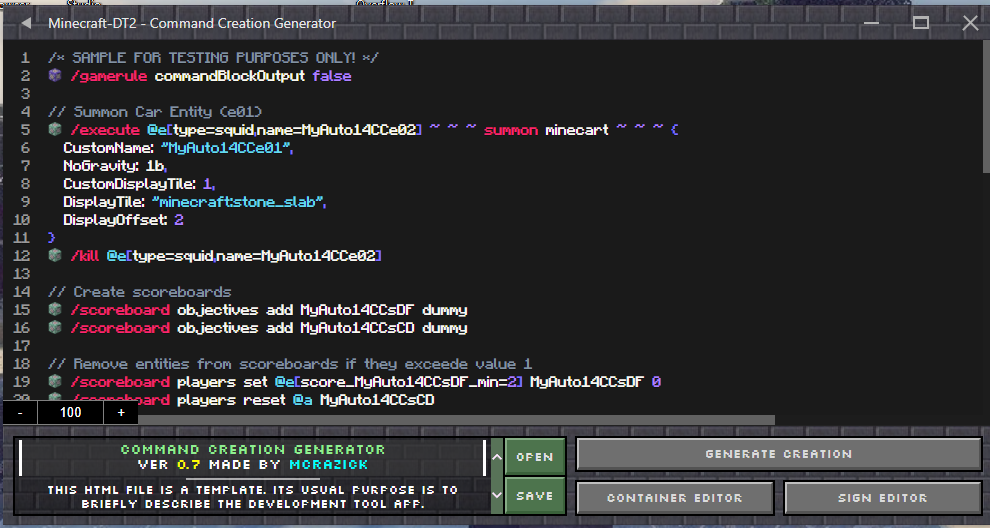 Minecraft-DT2 - Command Creation Generator
1 /* SAMPLE FOR TESTING PURPOSES ONLY! */
2 /gamerule commandBlockOutput false
3
4 // Summon Car Entity (e01)
5 /execute @e[type=squid,name=MyAuto14CCe02] ~ ~ ~ summon minecart ~ ~ ~ {
6 CustomName: "MyAuto14CCe01",
7 NoGravity: 1b,
8 CustomDisplayTile: 1,
9 DisplayTile: "minecraft:stone_slab",
10 DisplayOffset: 2
11 }
12 /kill @e[type=squid,name=MyAuto14CCe02]
13
14 // Create scoreboards
15 /scoreboard objectives add MyAuto14CCsDF dummy
16 /scoreboard objectives add MyAuto14CCsCD dummy
17
18 // Remove entities from scoreboards if they exceede value 1
19 /scoreboard players set @e[score_MyAuto14CCsDF_min=2] MyAuto14CCsDF 0
20 /scoreboard players reset @a MyAuto14CCsCD
- 100 +
COMMAND CREATION GENERATOR
VER 0.7 MADE BY MCRAZICK
THIS HTML FILE IS A TEMPLATE. ITS USUAL PURPOSE IS TO
BRIEFLY DESCRIBE THE DEVELOPMENT TOOL APP.
OPEN
SAVE
GENERATE CREATION
CONTAINER EDITOR
SIGN EDITOR